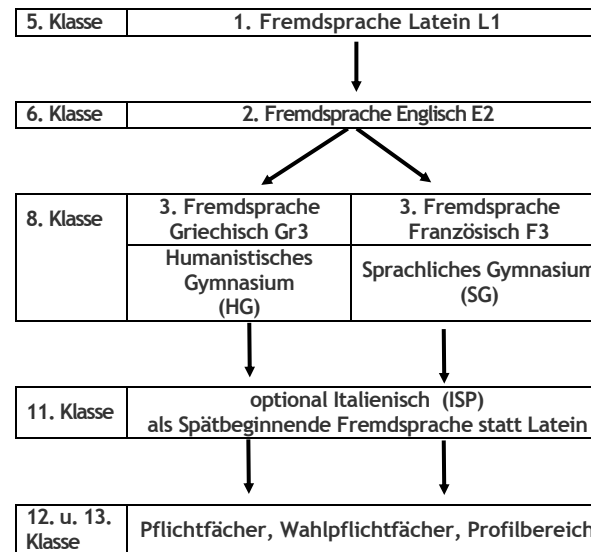 5. Klasse
1. Fremdsprache Latein L1
6. Klasse
2. Fremdsprache Englisch E2
8. Klasse
3. Fremdsprache
Griechisch Gr3
3. Fremdsprache
Französisch F3
Humanistisches
Gymnasium
(HG)
Sprachliches Gymnasium
(SG)
11. Klasse
optional Italienisch (ISP)
als Spätbeginnende Fremdsprache statt Latein
12. u. 13.
Klasse
Pflichtfächer, Wahlpflichtfächer, Profilbereich